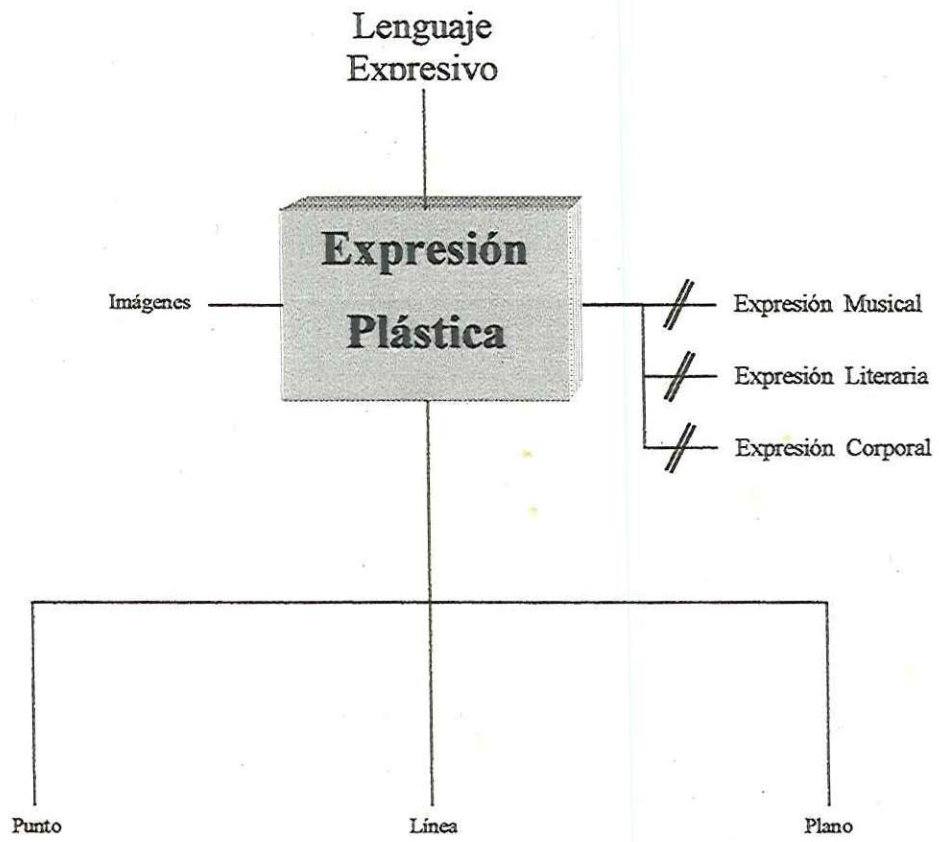 Lenguaje
Expresivo
Expresión
Plástica
Imágenes
Expresión Musical
Expresión Literaria
Expresión Corporal
Punto
Línea
Plano